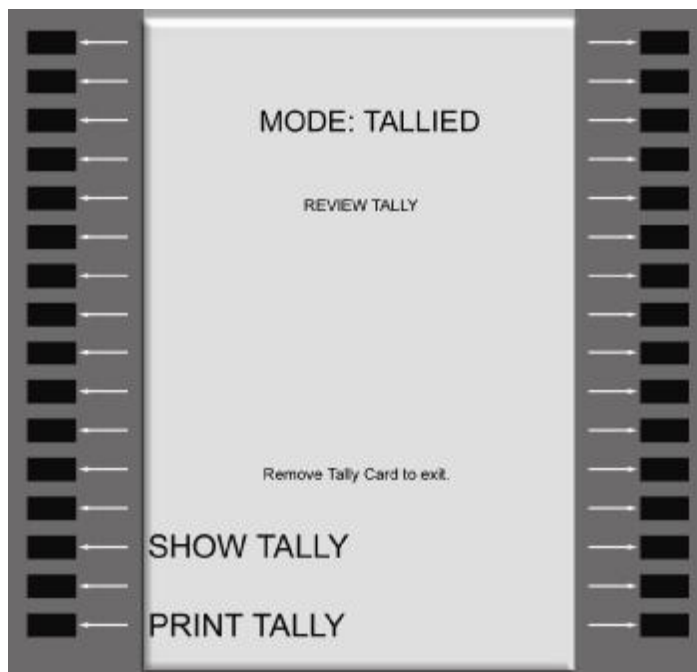 MODE: TALLIED
REVIEW TALLY
Remove Tally Card to exit.
SHOW TALLY
PRINT TALLY